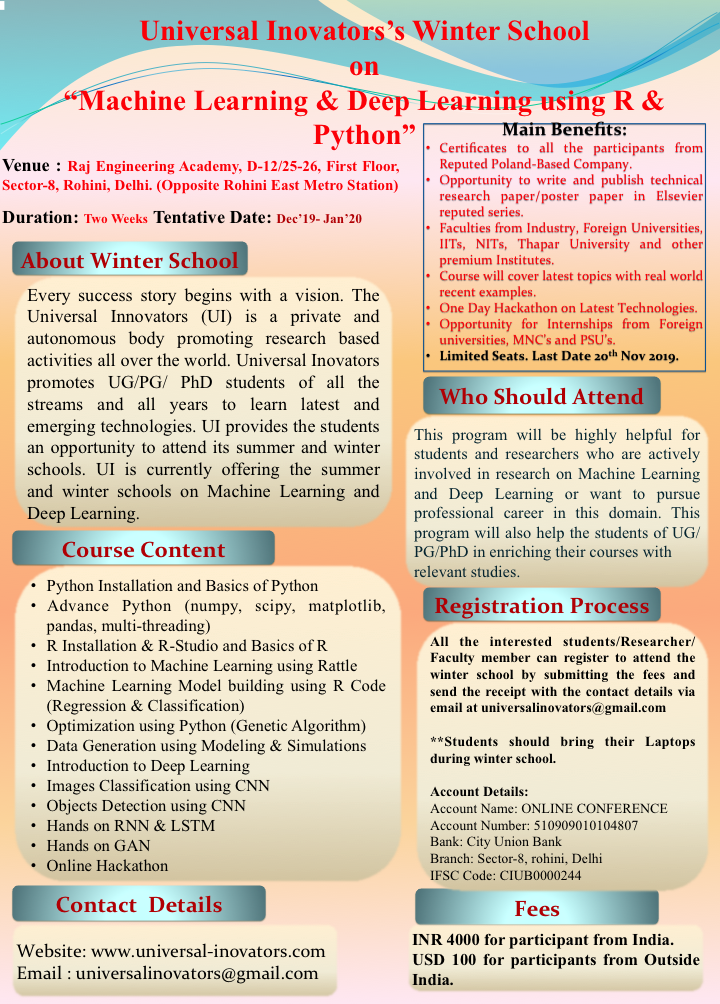 Universal Inovators's Winter School
on
“Machine Learning & Deep Learning using R &
Python”
Venue : Raj Engineering Academy, D-12/25-26, First Floor,
Sector-8, Rohini, Delhi. (Opposite Rohini East Metro Station)
Duration: Two Weeks Tentative Date: Dec'19- Jan'20
About Winter School
Every success story begins with a vision. The
Universal Innovators (UI) is a private and
autonomous body promoting research based
activities all over the world. Universal Inovators
promotes UG/PG/ PhD students of all the
streams and all years to learn latest and
emerging technologies. UI provides the students
an opportunity to attend its summer and winter
schools. UI is currently offering the summer
and winter schools on Machine Learning and
Deep Learning.
Course Content
• Python Installation and Basics of Python
• Advance Python (numpy, scipy, matplotlib,
pandas, multi-threading)
• R Installation & R-Studio and Basics of R
• Introduction to Machine Learning using Rattle
• Machine Learning Model building using R Code
(Regression & Classification)
• Optimization using Python (Genetic Algorithm)
• Data Generation using Modeling & Simulations
• Introduction to Deep Learning
• Images Classification using CNN
• Objects Detection using CNN
• Hands on RNN & LSTM
• Hands on GAN
• Online Hackathon
Contact Details
Website: www.universal-inovators.com
Email : universalinovators@gmail.com
Main Benefits:
• Certificates to all the participants from
Reputed Poland-Based Company.
• Opportunity to write and publish technical
research paper/poster paper in Elsevier
reputed series.
• Faculties from Industry, Foreign Universities,
IITs, NITs, Thapar University and other
premium Institutes.
• Course will cover latest topics with real world
recent examples.
• One Day Hackathon on Latest Technologies.
• Opportunity for Internships from Foreign
universities, MNC's and PSU's.
• Limited Seats. Last Date 20th Nov 2019.
Who Should Attend
This program will be highly helpful for
students and researchers who are actively
involved in research on Machine Learning
and Deep Learning or want to pursue
professional career in this domain. This
program will also help the students of UG/
PG/PhD in enriching their courses with
relevant studies.
Registration Process
All the interested students/Researcher/
Faculty member can register to attend the
winter school by submitting the fees and
send the receipt with the contact details via
email at universalinovators@gmail.com
**Students should bring their Laptops
during winter school.
Account Details:
Account Name: ONLINE CONFERENCE
Account Number: 510909010104807
Bank: City Union Bank
Branch: Sector-8, rohini, Delhi
IFSC Code: CIUB0000244
Fees
INR 4000 for participant from India.
USD 100 for participants from Outside
India.